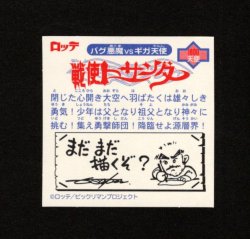 ロッテ
バグ悪魔VSギガ天使
天使
戦使ヘサンダー
閉じた心開き大空へ羽ばたくは雄々しき
勇気!少年は父となり祖父となり神々に
挑む!集え勇撃師団!降臨せよ源層界!
まだまだ
描くぞ?
©ロッテ/ビックリマンプロジェクト